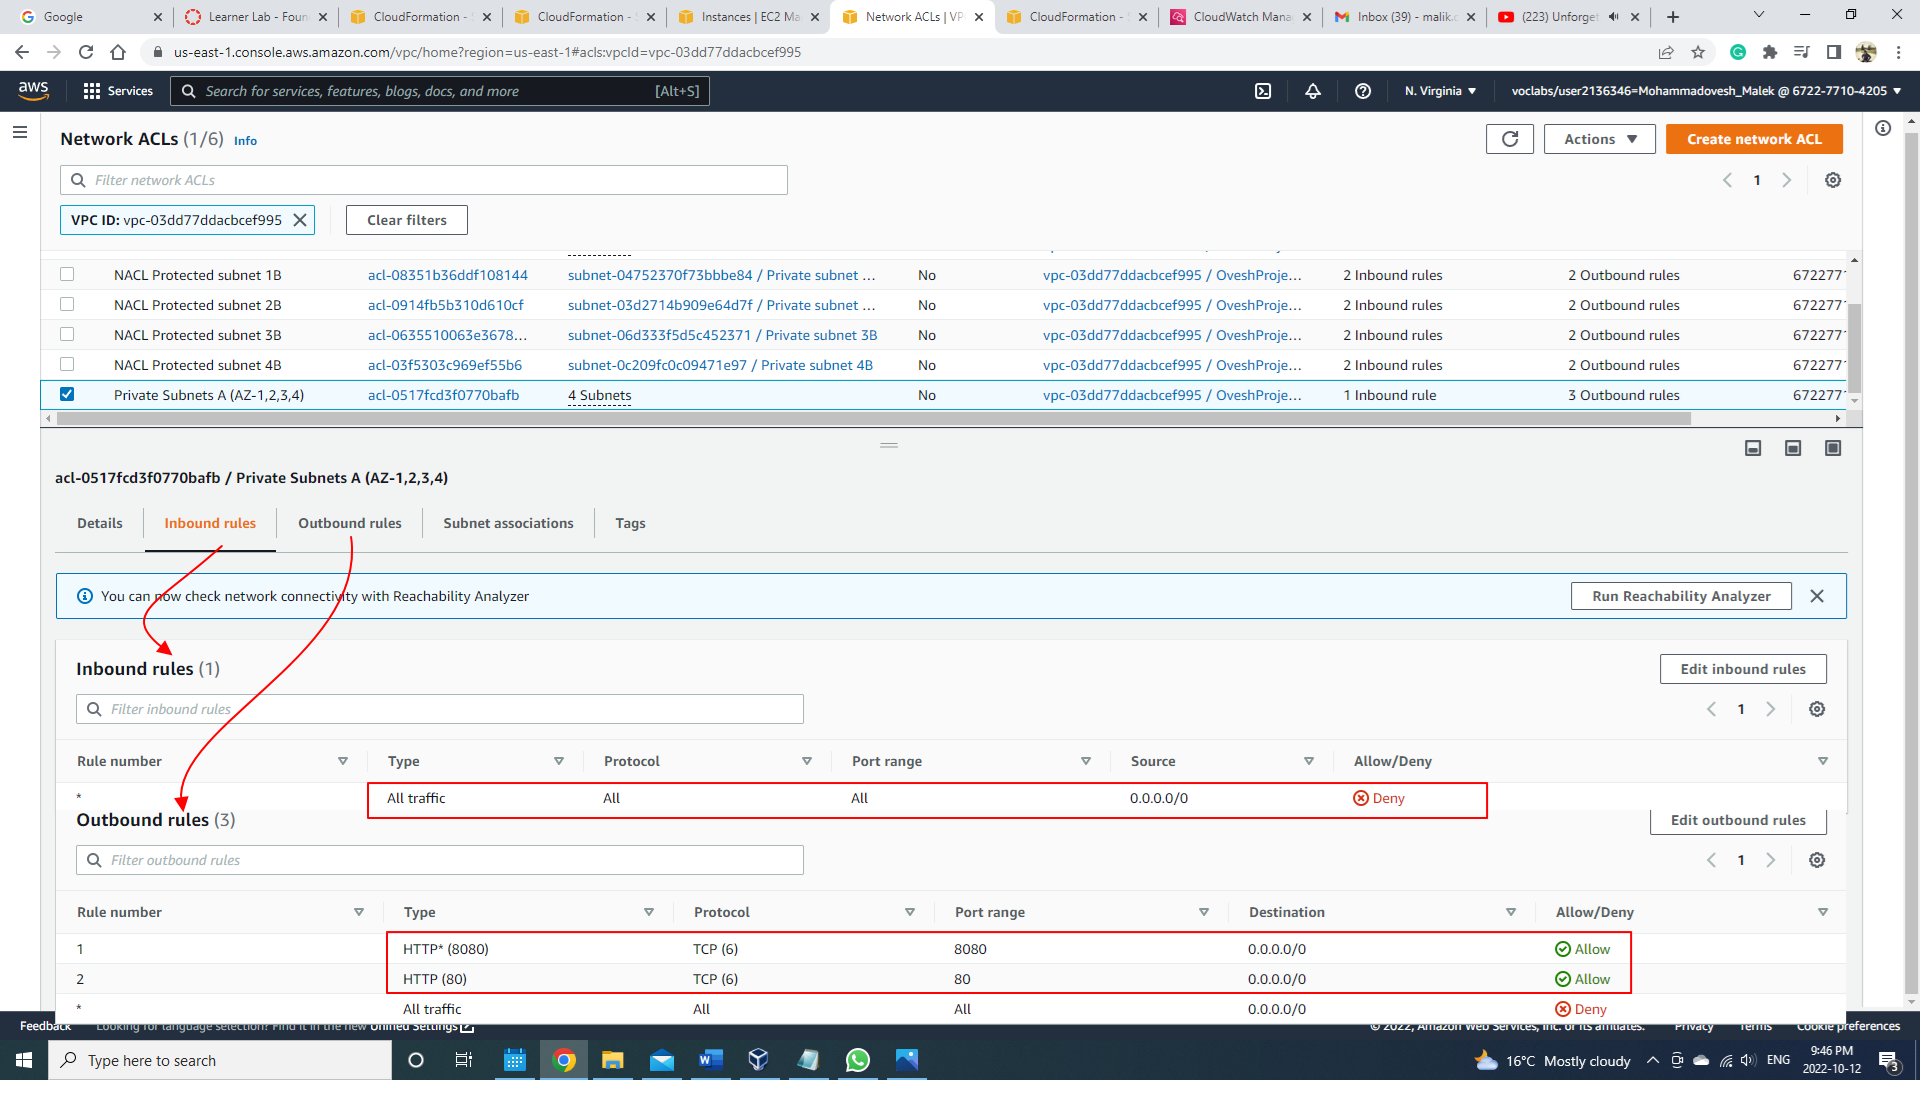 Google
Learner Lab - Foun
CloudFormation - S
CloudFormation - S
Instances | EC2 Ma
Network ACLs | VP
CloudFormation - S
CloudWatch Mana
Inbox (39) - malik.o
(223) Unforget
us-east-1.console.aws.amazon.com/vpc/home?region=us-east-1#acls:vpcId=vpc-03dd77ddacbcef995
aws
Services
Search for services, features, blogs, docs, and more
[Alt+S]
N. Virginia
voclabs/user2136346=Mohammadovesh_Malek @ 6722-7710-4205
Network ACLs (1/6) Info
Actions
Create network ACL
Filter network ACLs
1
VPC ID: vpc-03dd77ddacbcef995
Clear filters
NACL Protected subnet 1B acl-08351b36ddf108144 subnet-04752370f73bbbe84 / Private subnet ... No vpc-03dd77ddacbcef995 / OveshProje... 2 Inbound rules 2 Outbound rules 672277
NACL Protected subnet 2B acl-0914fb5b310d610cf subnet-03d2714b909e64d7f / Private subnet ... No vpc-03dd77ddacbcef995 / OveshProje... 2 Inbound rules 2 Outbound rules 672277
NACL Protected subnet 3B acl-0635510063e3678... subnet-06d333f5d5c452371 / Private subnet 3B No vpc-03dd77ddacbcef995 / OveshProje... 2 Inbound rules 2 Outbound rules 672277
NACL Protected subnet 4B acl-03f5303c969ef55b6 subnet-0c209fc0c09471e97 / Private subnet 4B No vpc-03dd77ddacbcef995 / OveshProje... 2 Inbound rules 2 Outbound rules 672277
Private Subnets A (AZ-1,2,3,4) acl-0517fcd3f0770bafb 4 Subnets No vpc-03dd77ddacbcef995 / OveshProje... 1 Inbound rule 3 Outbound rules 672277
acl-0517fcd3f0770bafb / Private Subnets A (AZ-1,2,3,4)
Details Inbound rules Outbound rules Subnet associations Tags
You can now check network connectivity with Reachability Analyzer
Run Reachability Analyzer
Inbound rules (1)
Edit inbound rules
Filter inbound rules
1
Rule number Type Protocol Port range Source Allow/Deny
* All traffic All All 0.0.0.0/0 Deny
Outbound rules (3)
Edit outbound rules
Filter outbound rules
1
Rule number Type Protocol Port range Destination Allow/Deny
1 HTTP* (8080) TCP (6) 8080 0.0.0.0/0 Allow
2 HTTP (80) TCP (6) 80 0.0.0.0/0 Allow
* All traffic All All 0.0.0.0/0 Deny
Feedback Looking for language selection? Find it in the new Unified Settings
© 2022, Amazon Web Services, Inc. or its affiliates. Privacy Terms Cookie preferences
Type here to search
16°C Mostly cloudy
ENG
9:46 PM
2022-10-12
3